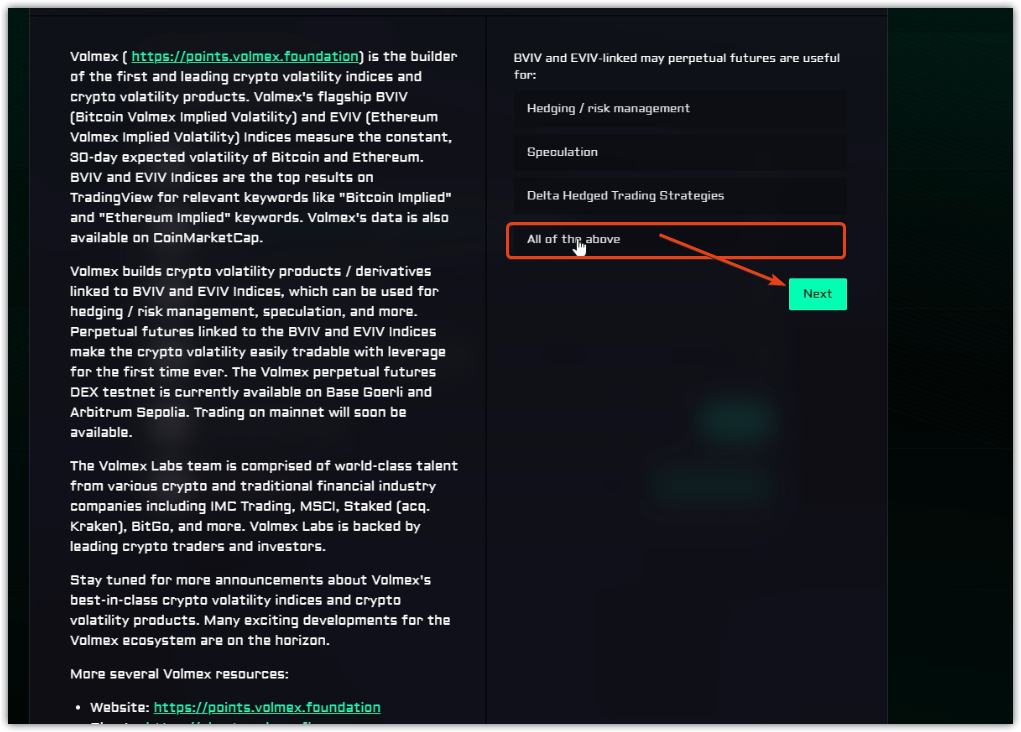 Volmex ( https://points.volmex.foundation) is the builder
of the first and leading crypto volatility indices and
crypto volatility products. Volmex's flagship BVIV
(Bitcoin Volmex Implied Volatility) and EVIV (Ethereum
Volmex Implied Volatility) Indices measure the constant,
30-day expected volatility of Bitcoin and Ethereum.
BVIV and EVIV Indices are the top results on
TradingView for relevant keywords like "Bitcoin Implied"
and "Ethereum Implied" keywords. Volmex's data is also
available on CoinMarketCap.
Volmex builds crypto volatility products / derivatives
linked to BVIV and EVIV Indices, which can be used for
hedging / risk management, speculation, and more.
Perpetual futures linked to the BVIV and EVIV Indices
make the crypto volatility easily tradable with leverage
for the first time ever. The Volmex perpetual futures
DEX testnet is currently available on Base Goerli and
Arbitrum Sepolia. Trading on mainnet will soon be
available.
The Volmex Labs team is comprised of world-class talent
from various crypto and traditional financial industry
companies including IMC Trading, MSCI, Staked (acq.
Kraken), BitGo, and more. Volmex Labs is backed by
leading crypto traders and investors.
Stay tuned for more announcements about Volmex's
best-in-class crypto volatility indices and crypto
volatility products. Many exciting developments for the
Volmex ecosystem are on the horizon.
More several Volmex resources:
• Website: https://points.volmex.foundation
BVIV and EVIV-linked may perpetual futures are useful
for:
Hedging / risk management
Speculation
Delta Hedged Trading Strategies
All of the above
Next